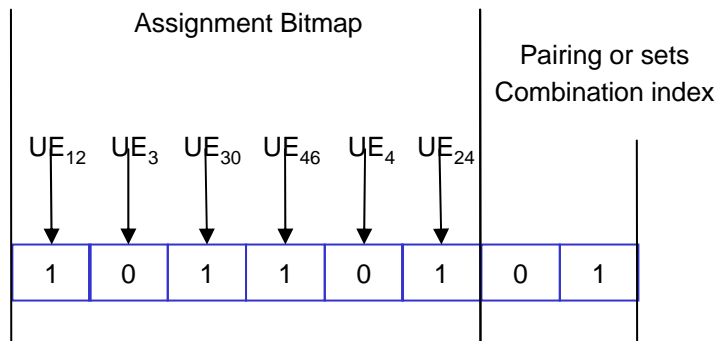 Assignment Bitmap
Pairing or sets
Combination index
UE12 UE3 UE30 UE46 UE4 UE24
1 0 1 1 0 1 0 1